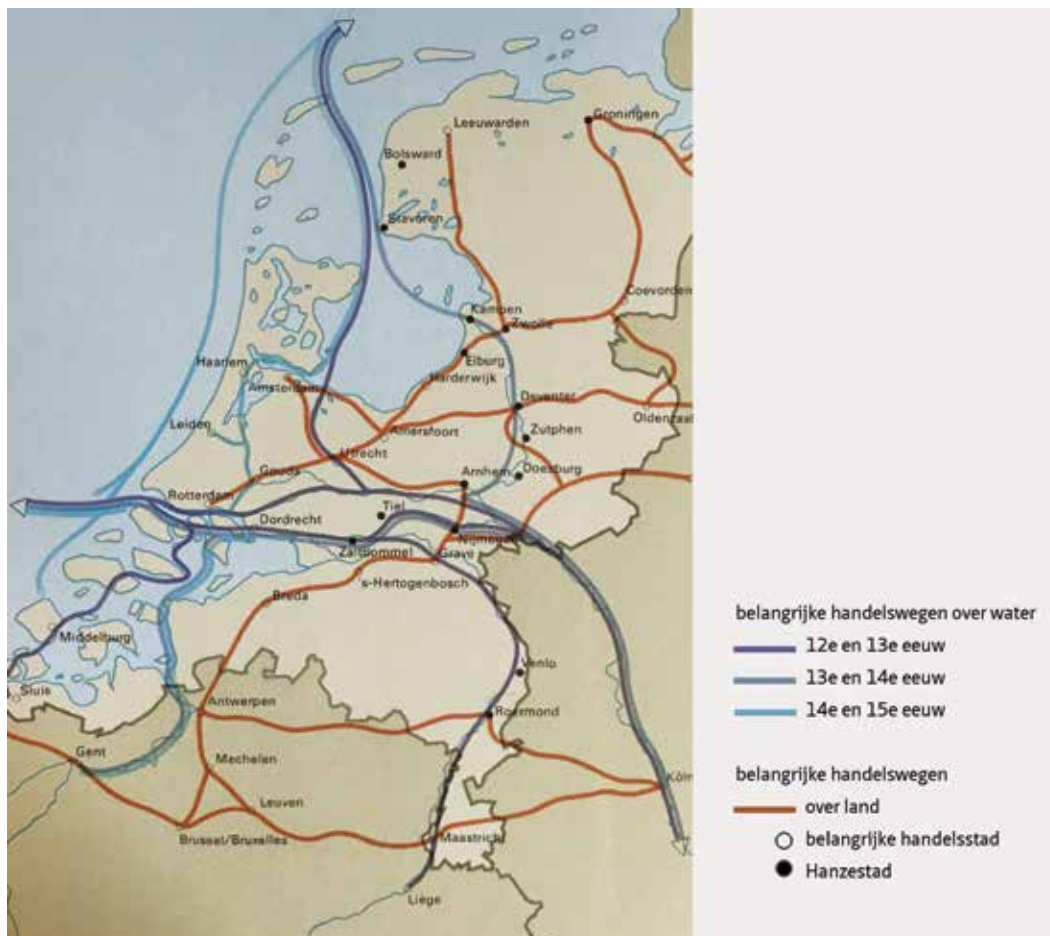 Groningen
Leeuwarden
Bolsward
Stavoren
Coevorden
Kampen
Zwolle
Elburg
Haarlem
Harderwijk
Amsterdam
Deventer
Oldenzaal
Leiden
Amersfoort
Zutphen
Utrecht
Gouda
Arnhem
Doesburg
Rotterdam
Tiel
Dordrecht
Nijmegen
Zaltbommel
Grave
's-Hertogenbosch
Breda
Middelburg
Venlo
Sluis
Antwerpen
Roermond
Gent
Mechelen
Köln
Leuven
Brussel/Bruxelles
Maastricht
Liège
belangrijke handelswegen over water
12e en 13e eeuw
13e en 14e eeuw
14e en 15e eeuw
belangrijke handelswegen
over land
belangrijke handelsstad
Hanzestad